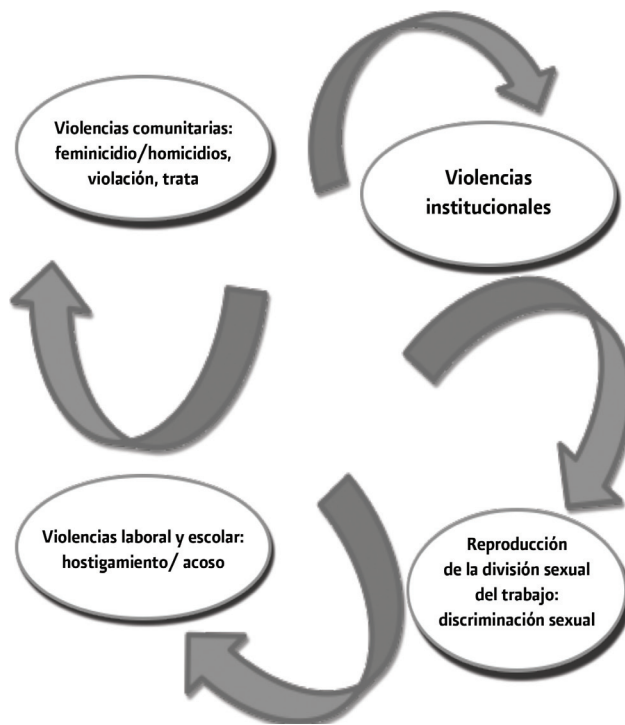 Violencias comunitarias:
feminicidio/homicidios,
violación, trata
Violencias
institucionales
Violencias laboral y escolar:
hostigamiento/ acoso
Reproducción
de la división sexual
del trabajo:
discriminación sexual